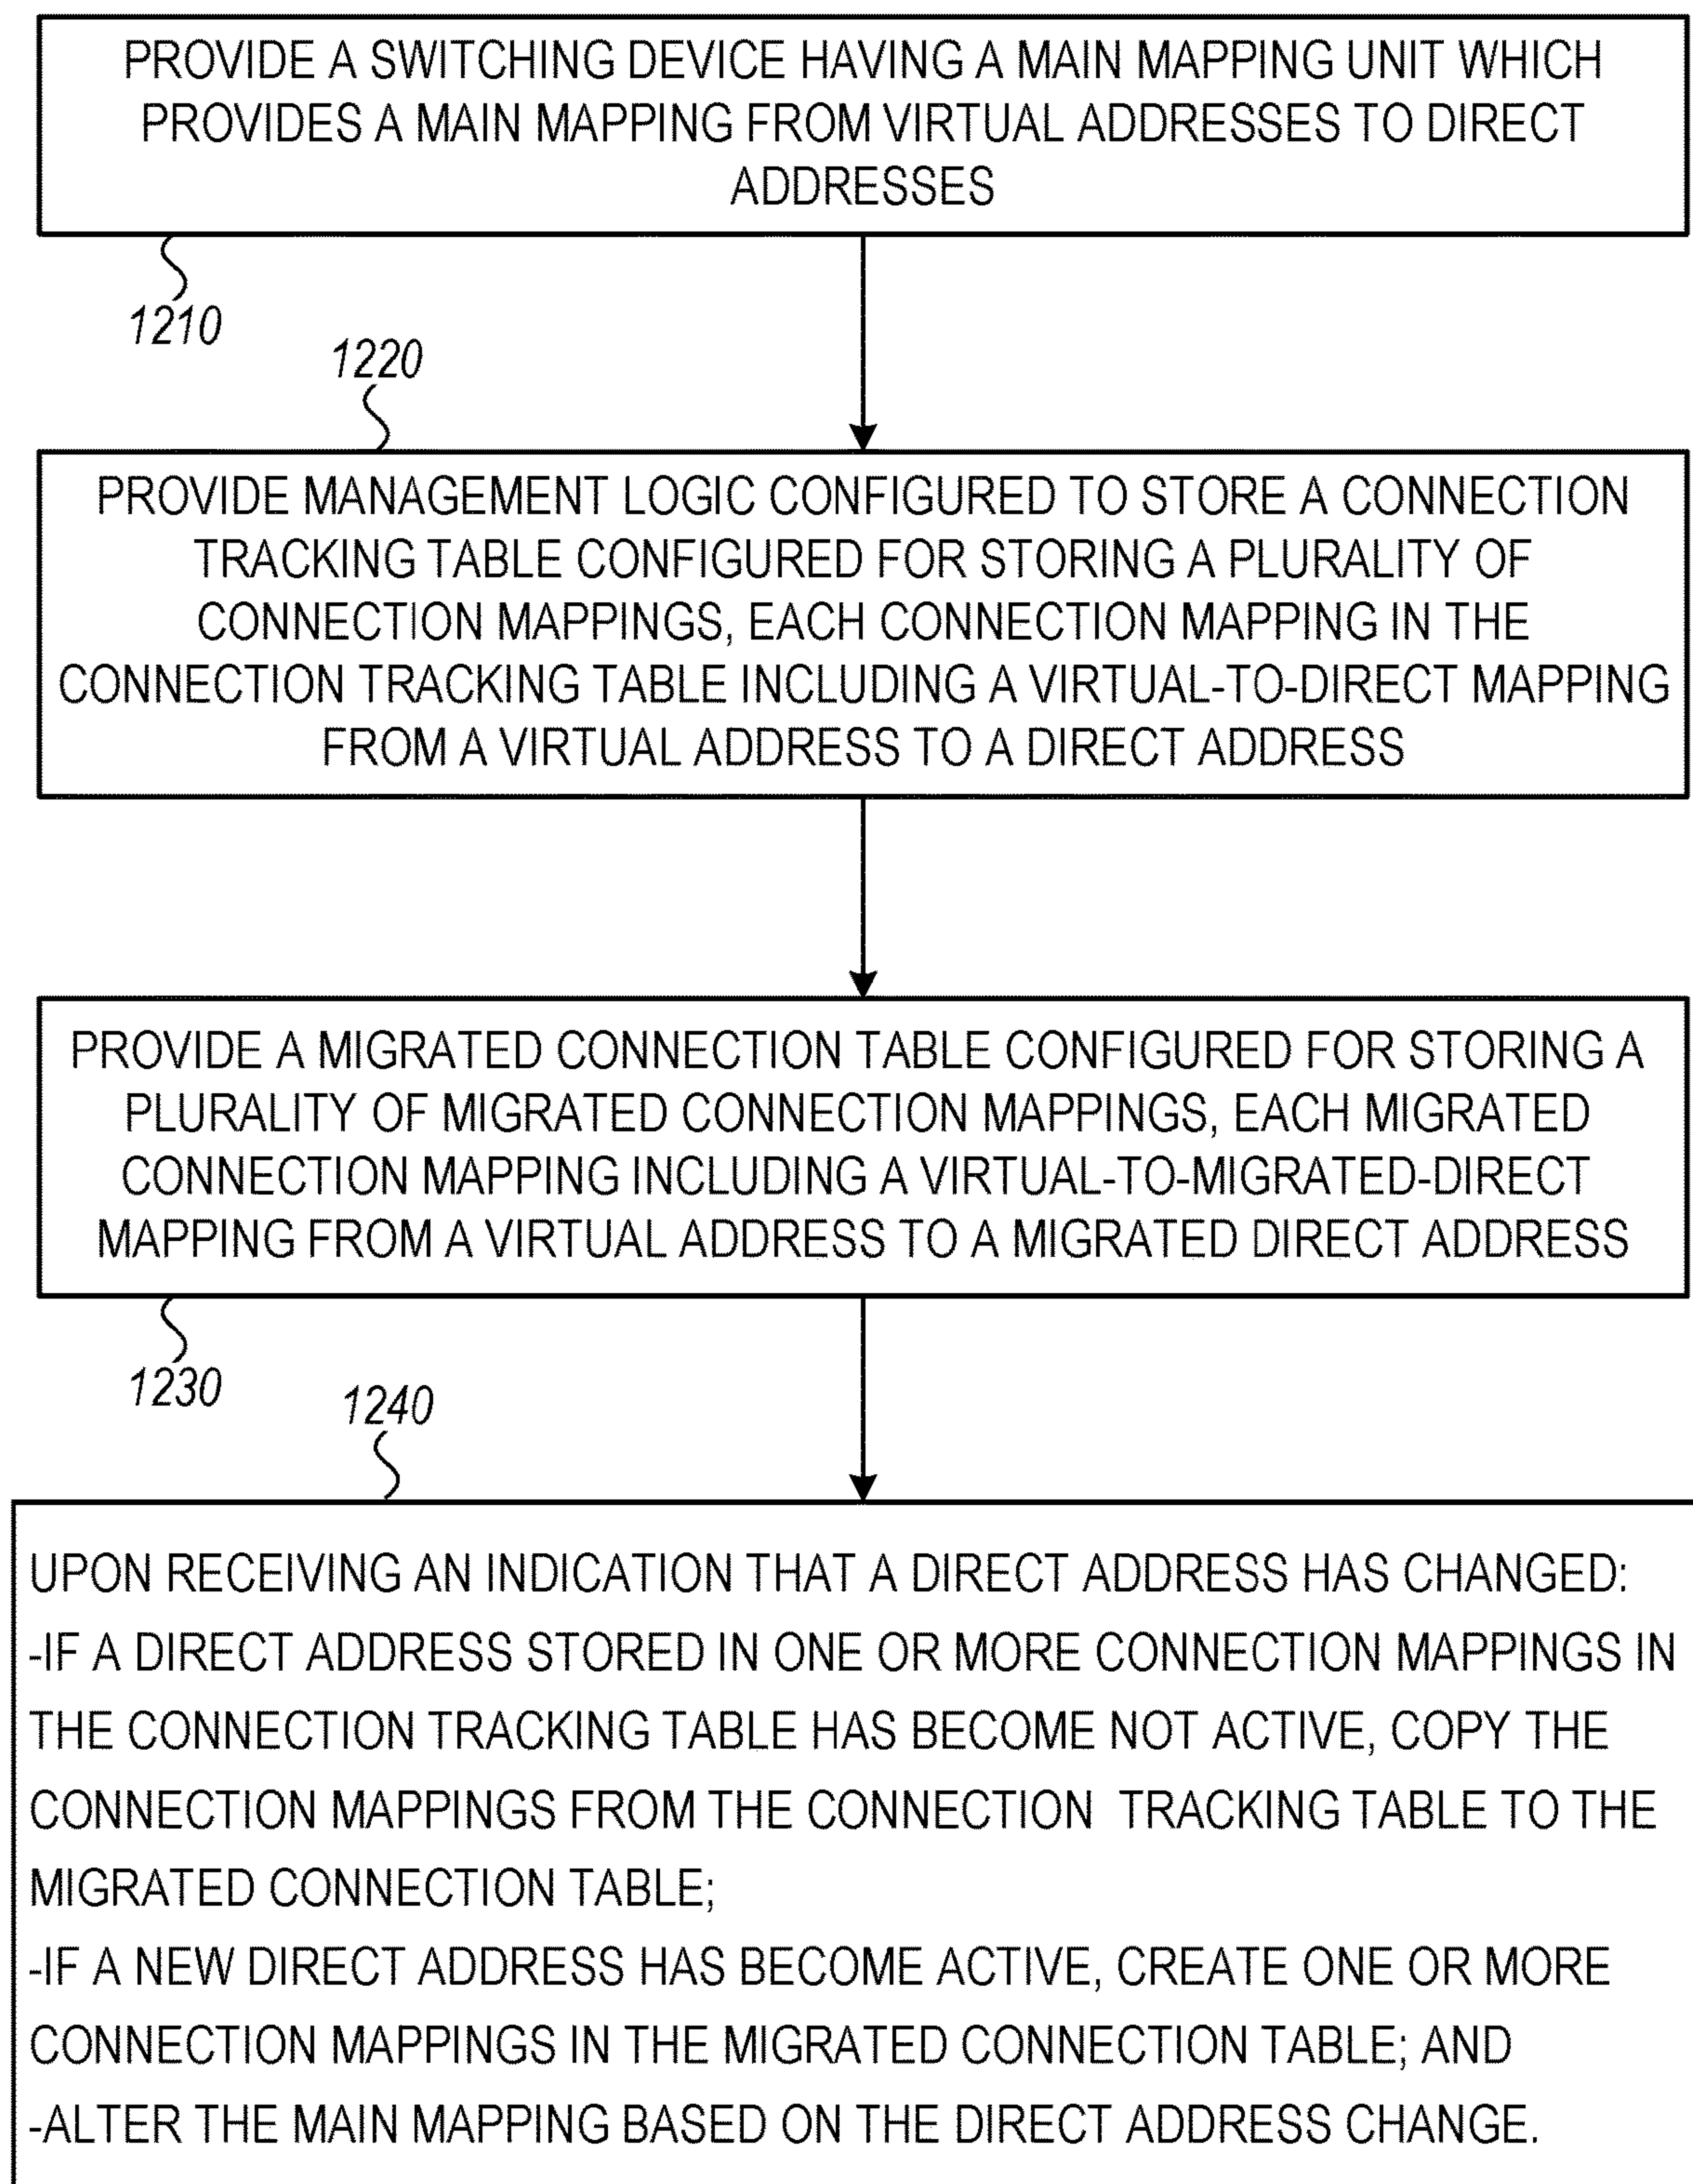 PROVIDE A SWITCHING DEVICE HAVING A MAIN MAPPING UNIT WHICH
PROVIDES A MAIN MAPPING FROM VIRTUAL ADDRESSES TO DIRECT
ADDRESSES
1210
1220
PROVIDE MANAGEMENT LOGIC CONFIGURED TO STORE A CONNECTION
TRACKING TABLE CONFIGURED FOR STORING A PLURALITY OF
CONNECTION MAPPINGS, EACH CONNECTION MAPPING IN THE
CONNECTION TRACKING TABLE INCLUDING A VIRTUAL-TO-DIRECT MAPPING
FROM A VIRTUAL ADDRESS TO A DIRECT ADDRESS
PROVIDE A MIGRATED CONNECTION TABLE CONFIGURED FOR STORING A
PLURALITY OF MIGRATED CONNECTION MAPPINGS, EACH MIGRATED
CONNECTION MAPPING INCLUDING A VIRTUAL-TO-MIGRATED-DIRECT
MAPPING FROM A VIRTUAL ADDRESS TO A MIGRATED DIRECT ADDRESS
1230
1240
UPON RECEIVING AN INDICATION THAT A DIRECT ADDRESS HAS CHANGED:
-IF A DIRECT ADDRESS STORED IN ONE OR MORE CONNECTION MAPPINGS IN
THE CONNECTION TRACKING TABLE HAS BECOME NOT ACTIVE, COPY THE
CONNECTION MAPPINGS FROM THE CONNECTION TRACKING TABLE TO THE
MIGRATED CONNECTION TABLE;
-IF A NEW DIRECT ADDRESS HAS BECOME ACTIVE, CREATE ONE OR MORE
CONNECTION MAPPINGS IN THE MIGRATED CONNECTION TABLE; AND
-ALTER THE MAIN MAPPING BASED ON THE DIRECT ADDRESS CHANGE.